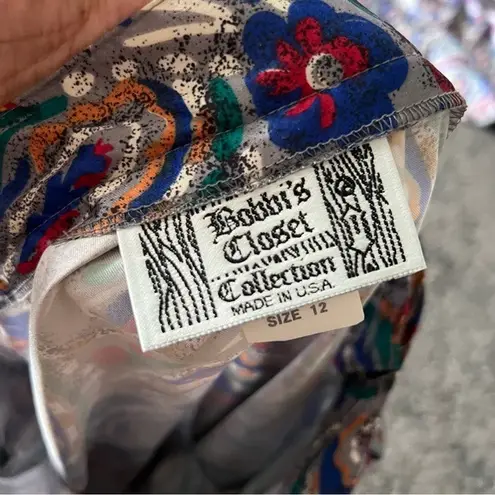 Bobbi's
Closet
Collection
MADE IN U.S.A.
SIZE 12